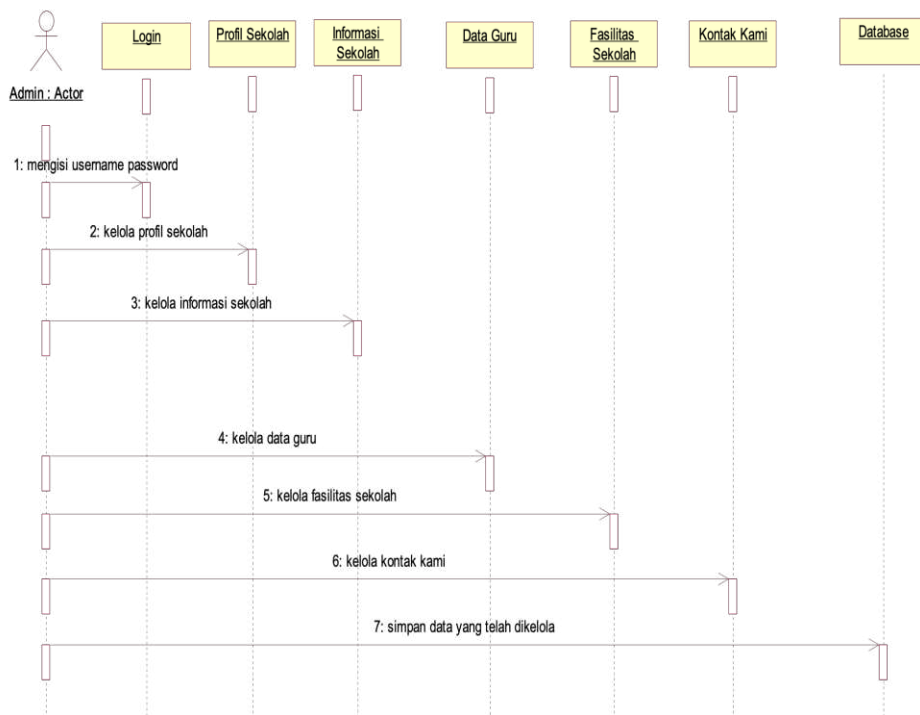 Login
Profil Sekolah
Informasi
Sekolah
Data Guru
Fasilitas
Sekolah
Kontak Kami
Database
Admin : Actor
1: mengisi username password
2: kelola profil sekolah
3: kelola informasi sekolah
4: kelola data guru
5: kelola fasilitas sekolah
6: kelola kontak kami
7: simpan data yang telah dikelola